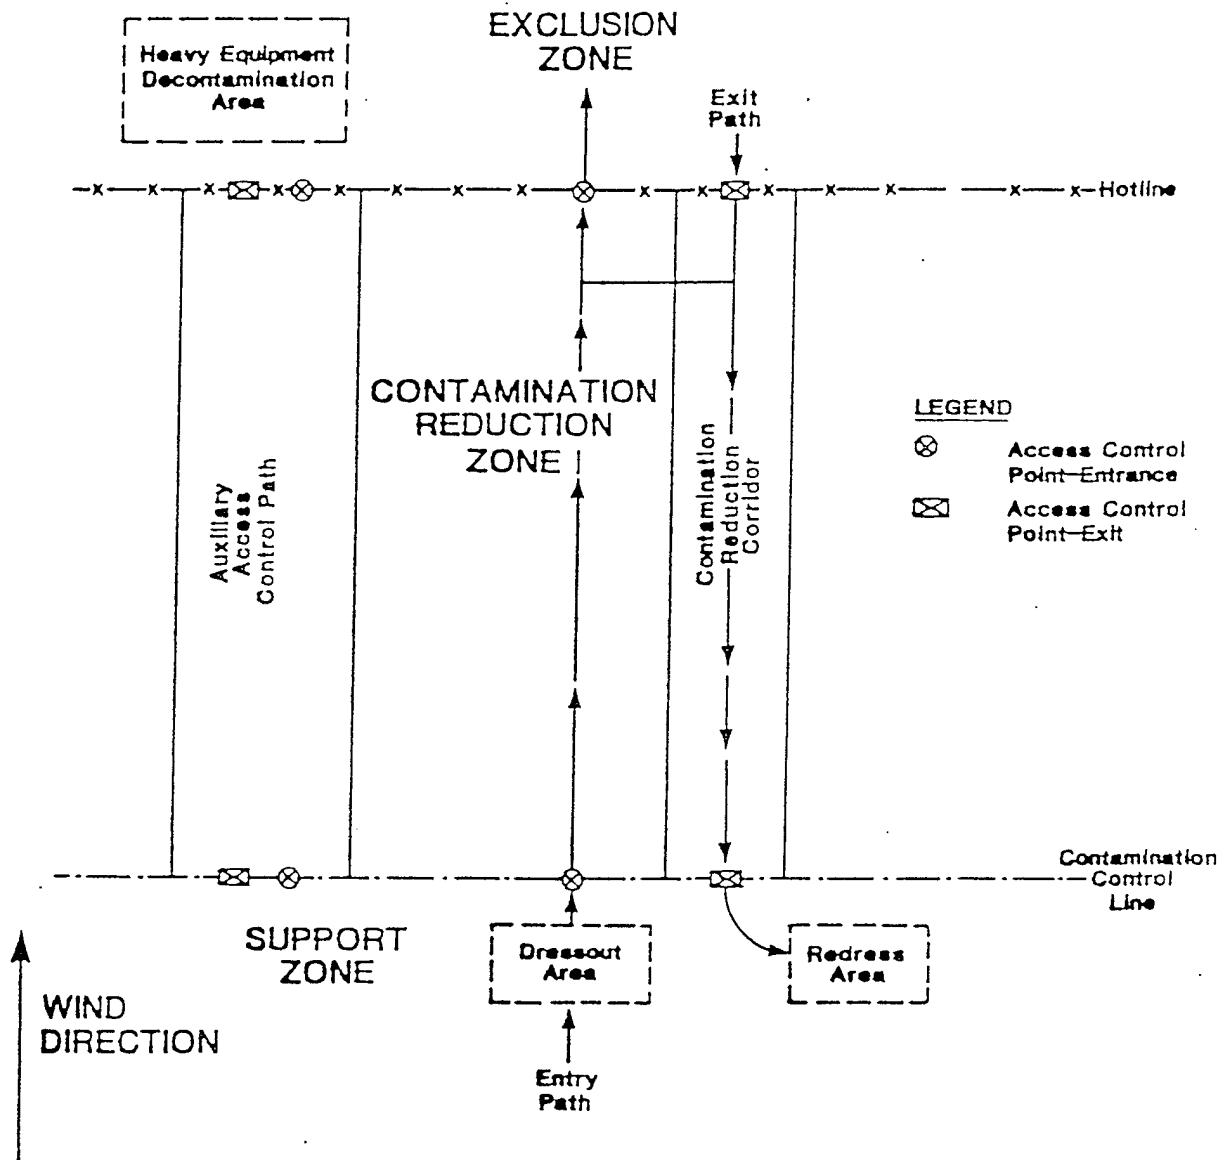 EXCLUSION
ZONE
Heavy Equipment
Decontamination
Area
Exit
Path
Hotline
CONTAMINATION
REDUCTION
ZONE
Auxiliary
Access
Control Path
Contamination
Reduction
Corridor
LEGEND
Access Control
Point-Entrance
Access Control
Point-Exit
Contamination
Control
Line
SUPPORT
ZONE
Dressout
Area
Redress
Area
WIND
DIRECTION
Entry
Path